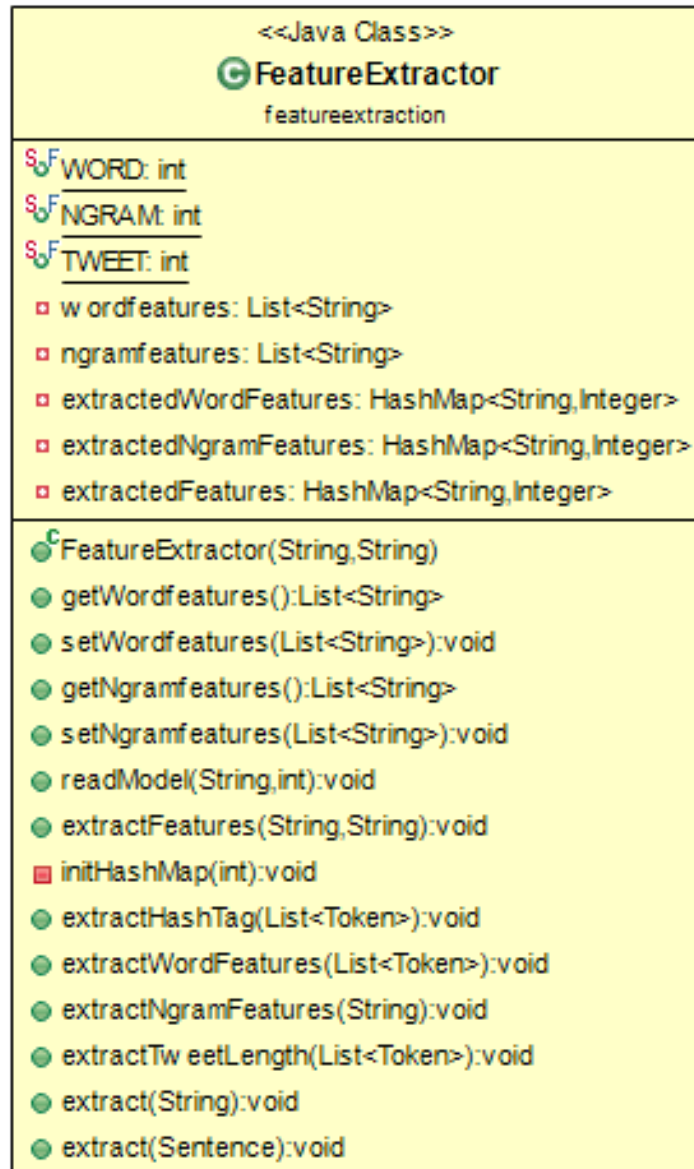 <<Java Class>>
C FeatureExtractor
featureextraction
S F WORD: int
S F NGRAM: int
S F TWEET: int
wordfeatures: List<String>
ngramfeatures: List<String>
extractedWordFeatures: HashMap<String,Integer>
extractedNgramFeatures: HashMap<String,Integer>
extractedFeatures: HashMap<String,Integer>
C FeatureExtractor(String,String)
getWordfeatures():List<String>
setWordfeatures(List<String>):void
getNgramfeatures():List<String>
setNgramfeatures(List<String>):void
readModel(String,int):void
extractFeatures(String,String):void
initHashMap(int):void
extractHashTag(List<Token>):void
extractWordFeatures(List<Token>):void
extractNgramFeatures(String):void
extractTweetLength(List<Token>):void
extract(String):void
extract(Sentence):void